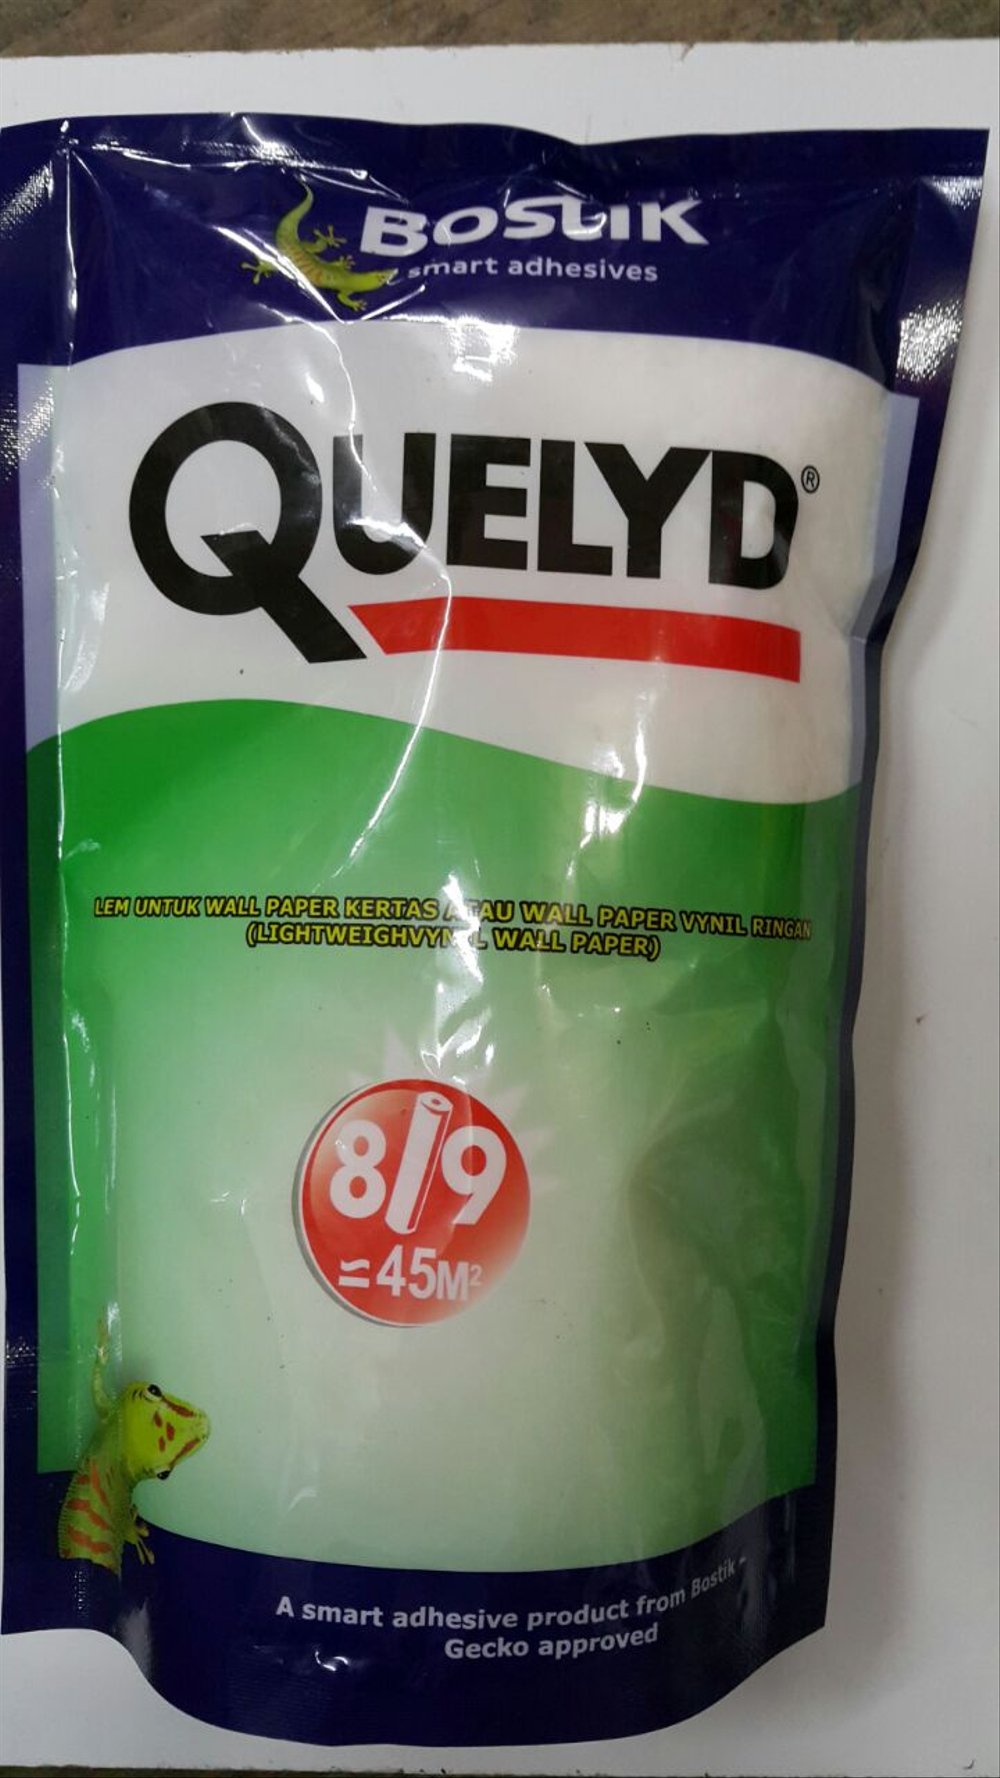 BOSTIK
smart adhesives
QUELYD®
LEM UNTUK WALL PAPER KERTAS ATAU WALL PAPER VYNIL RINGAN
(LIGHTWEIGHVYNIL WALL PAPER)
8/9
≃45M²
A smart adhesive product from Bostik -
Gecko approved